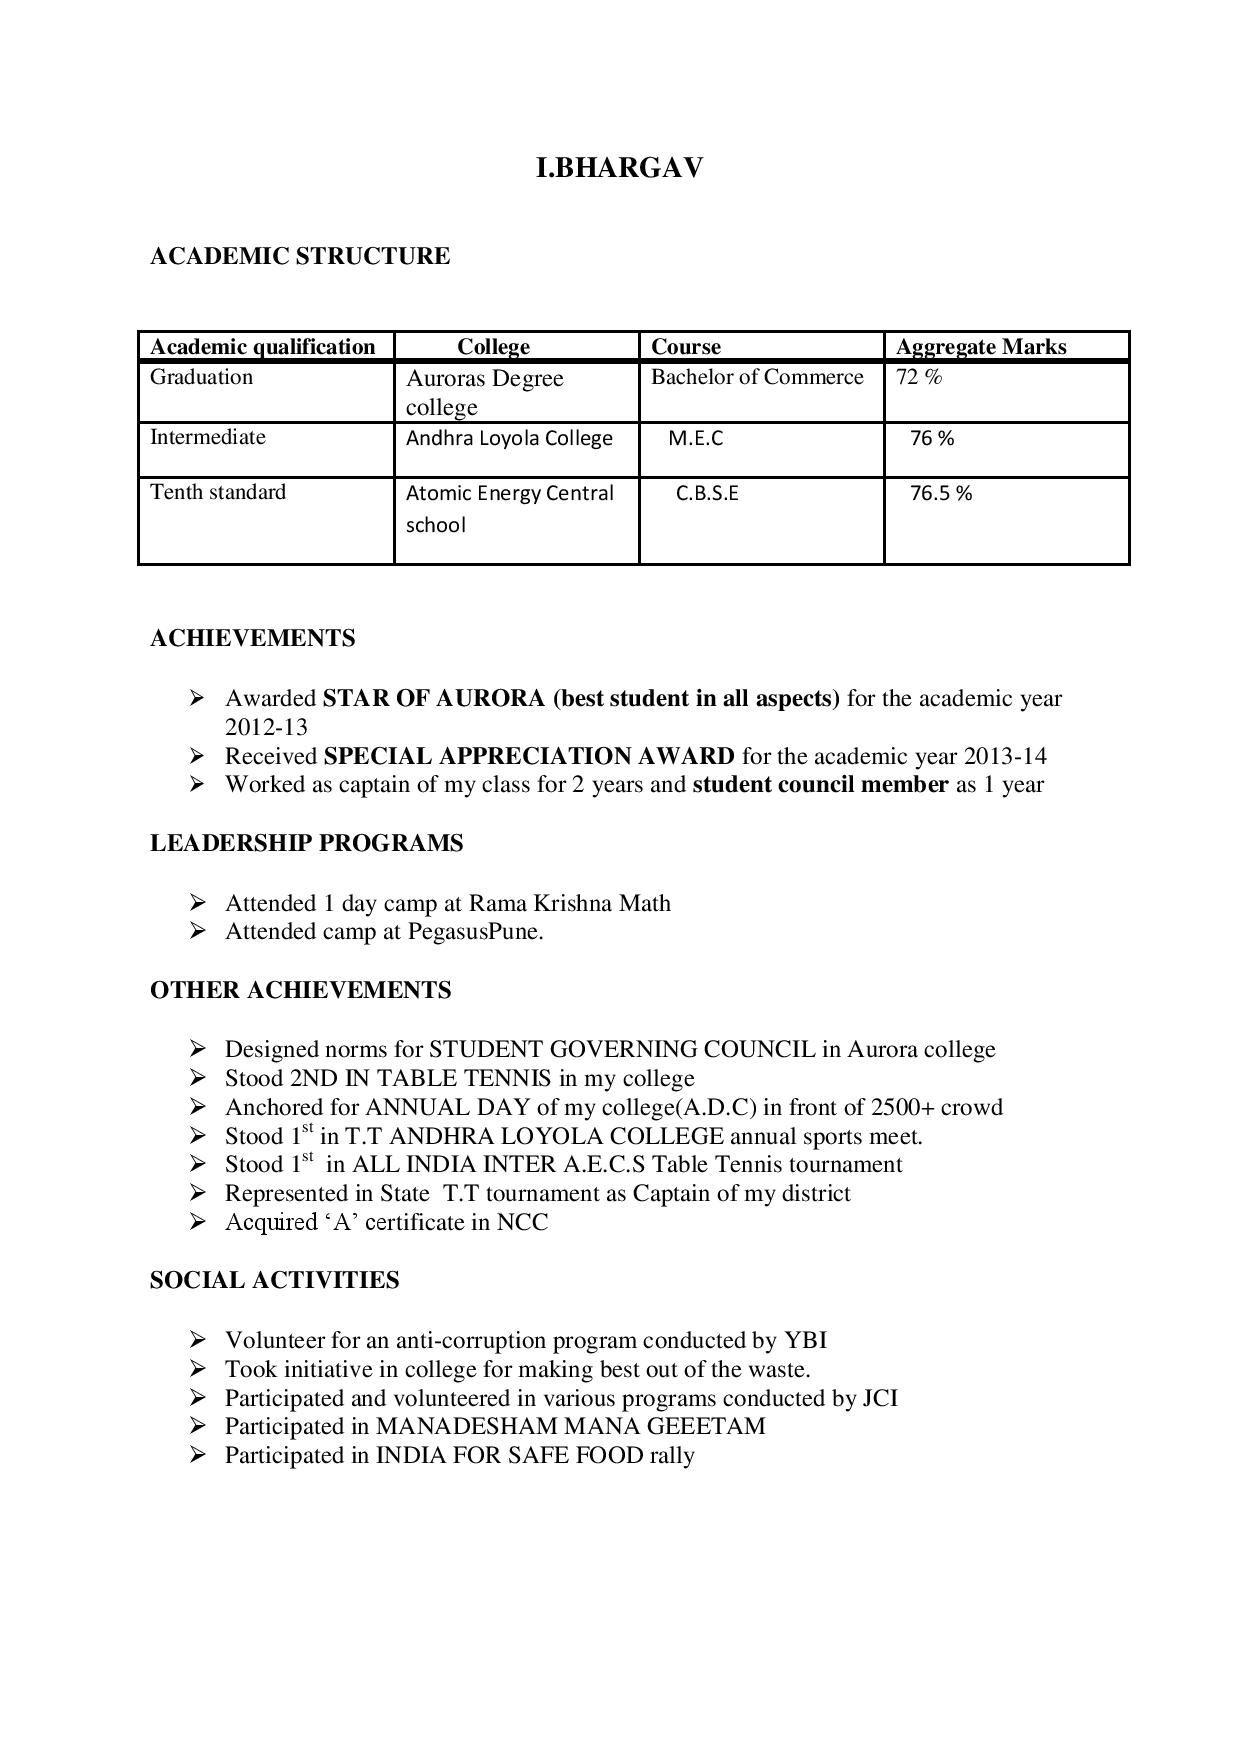 I.BHARGAV
ACADEMIC STRUCTURE
Academic qualification College Course Aggregate Marks
Graduation Auroras Degree college Bachelor of Commerce 72 %
Intermediate Andhra Loyola College M.E.C 76 %
Tenth standard Atomic Energy Central school C.B.S.E 76.5 %
ACHIEVEMENTS
➢ Awarded STAR OF AURORA (best student in all aspects) for the academic year
2012-13
➢ Received SPECIAL APPRECIATION AWARD for the academic year 2013-14
➢ Worked as captain of my class for 2 years and student council member as 1 year
LEADERSHIP PROGRAMS
➢ Attended 1 day camp at Rama Krishna Math
➢ Attended camp at PegasusPune.
OTHER ACHIEVEMENTS
➢ Designed norms for STUDENT GOVERNING COUNCIL in Aurora college
➢ Stood 2ND IN TABLE TENNIS in my college
➢ Anchored for ANNUAL DAY of my college(A.D.C) in front of 2500+ crowd
➢ Stood 1st in T.T ANDHRA LOYOLA COLLEGE annual sports meet.
➢ Stood 1st in ALL INDIA INTER A.E.C.S Table Tennis tournament
➢ Represented in State T.T tournament as Captain of my district
➢ Acquired ‘A’ certificate in NCC
SOCIAL ACTIVITIES
➢ Volunteer for an anti-corruption program conducted by YBI
➢ Took initiative in college for making best out of the waste.
➢ Participated and volunteered in various programs conducted by JCI
➢ Participated in MANADESHAM MANA GEEETAM
➢ Participated in INDIA FOR SAFE FOOD rally